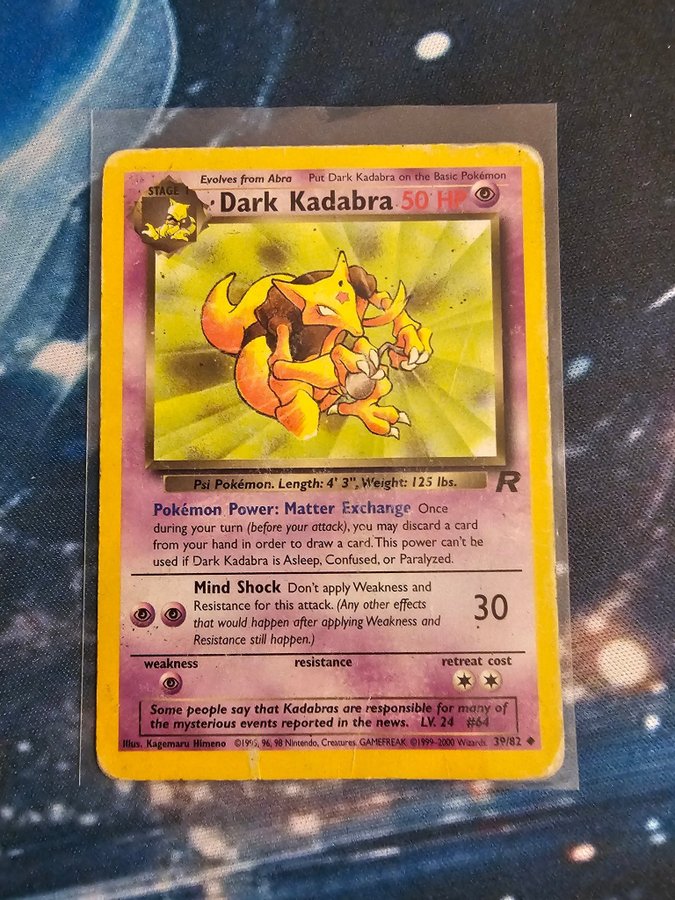 Evolves from Abra Put Dark Kadabra on the Basic Pokémon
STAGE 1
Dark Kadabra 50 HP
Psi Pokémon. Length: 4' 3", Weight: 125 lbs.
R
Pokémon Power: Matter Exchange Once
during your turn (before your attack), you may discard a card
from your hand in order to draw a card. This power can't be
used if Dark Kadabra is Asleep, Confused, or Paralyzed.
Mind Shock Don't apply Weakness and
Resistance for this attack. (Any other effects
that would happen after applying Weakness and
Resistance still happen.)
30
weakness resistance retreat cost
Some people say that Kadabras are responsible for many of
the mysterious events reported in the news. LV. 24 #64
Illus. Kagemaru Himeno ©1995, 96, 98 Nintendo, Creatures, GAMEFREAK ©1999-2000 Wizards. 39/82